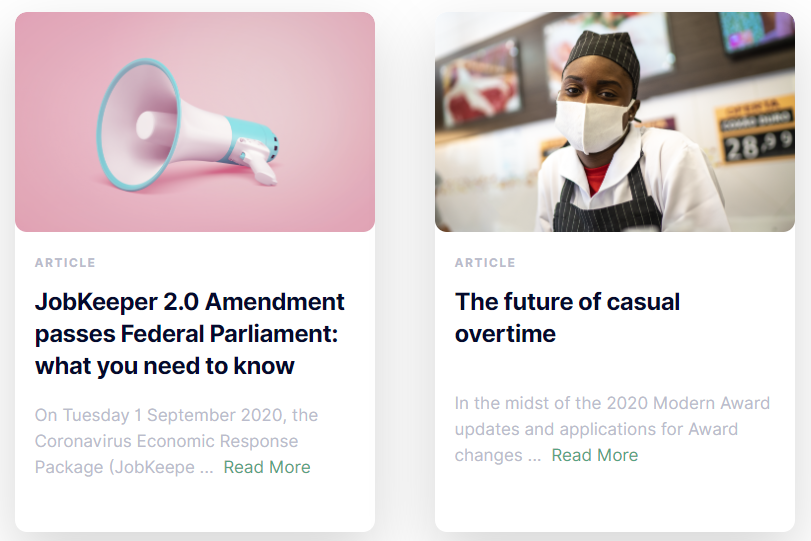 ARTICLE
JobKeeper 2.0 Amendment
passes Federal Parliament:
what you need to know
On Tuesday 1 September 2020, the
Coronavirus Economic Response
Package (JobKeepe ... Read More
OFERTA
28,99
ARTICLE
The future of casual
overtime
In the midst of the 2020 Modern Award
updates and applications for Award
changes ... Read More